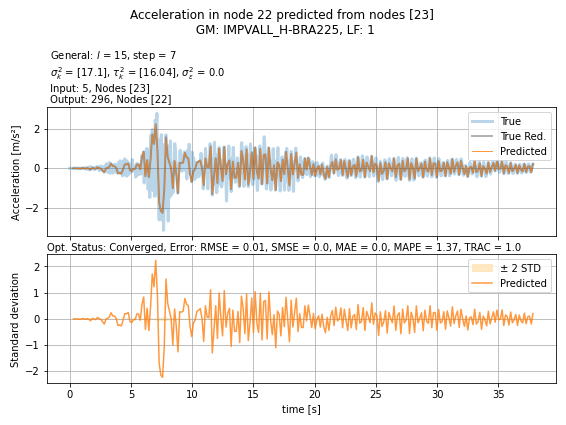 Acceleration in node 22 predicted from nodes [23]
GM: IMPVALL_H-BRA225, LF: 1
General: l = 15, step = 7
σ²ₖ = [17.1], τ²ₖ = [16.04], σ²ε = 0.0
Input: 5, Nodes [23]
Output: 296, Nodes [22]
Acceleration [m/s²]
2
0
−2
True
True Red.
Predicted
Opt. Status: Converged, Error: RMSE = 0.01, SMSE = 0.0, MAE = 0.0, MAPE = 1.37, TRAC = 1.0
Standard deviation
2
1
0
−1
−2
± 2 STD
Predicted
0 5 10 15 20 25 30 35
time [s]